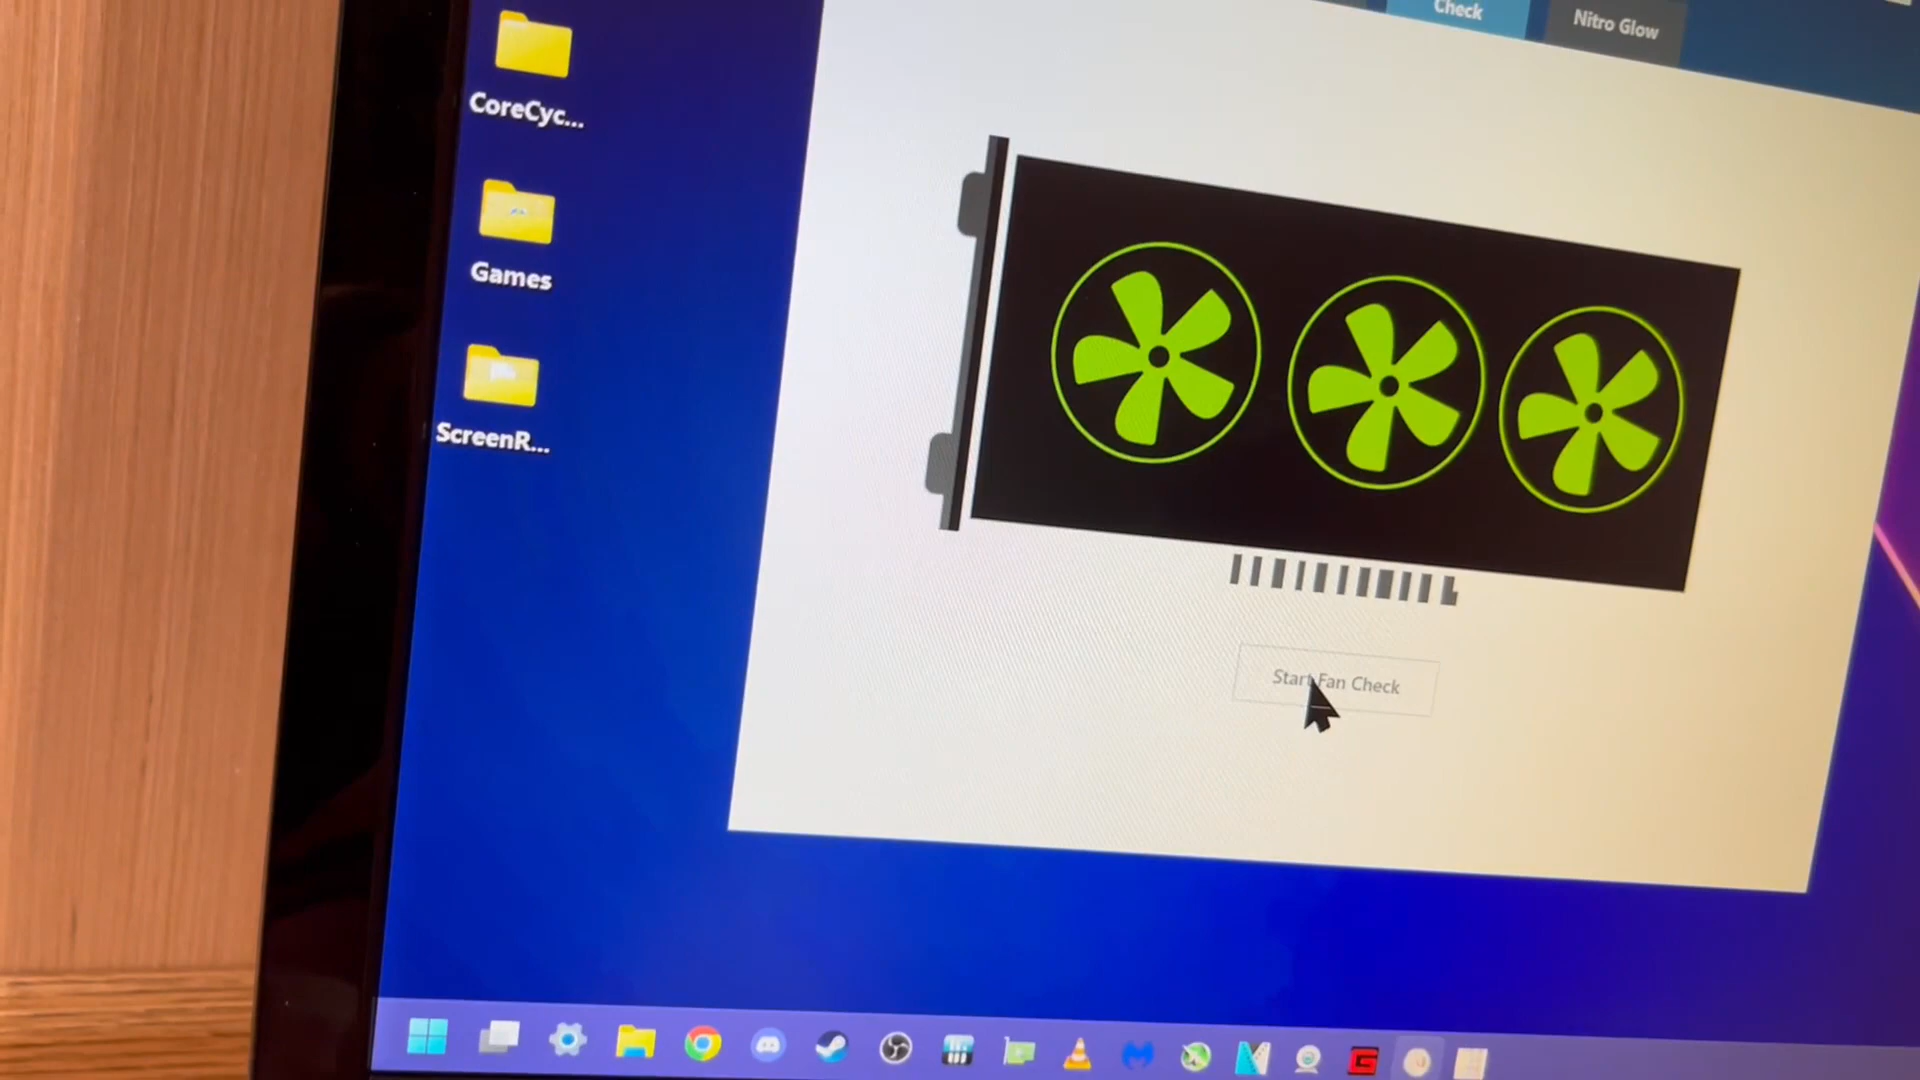 Check
Nitro Glow
CoreCyc...
Games
ScreenR...
Start Fan Check